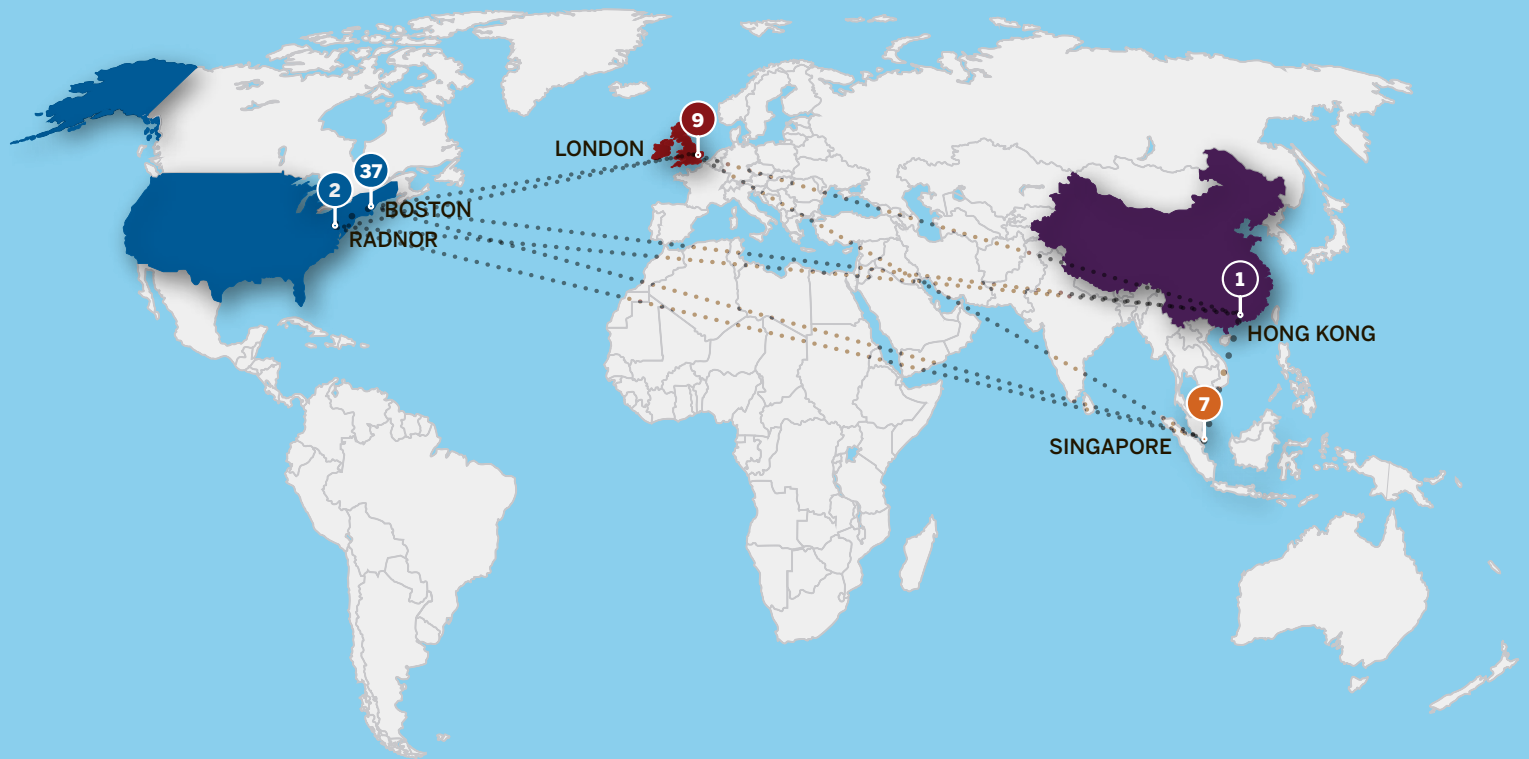 9
LONDON
37
2
BOSTON
RADNOR
1
HONG KONG
7
SINGAPORE